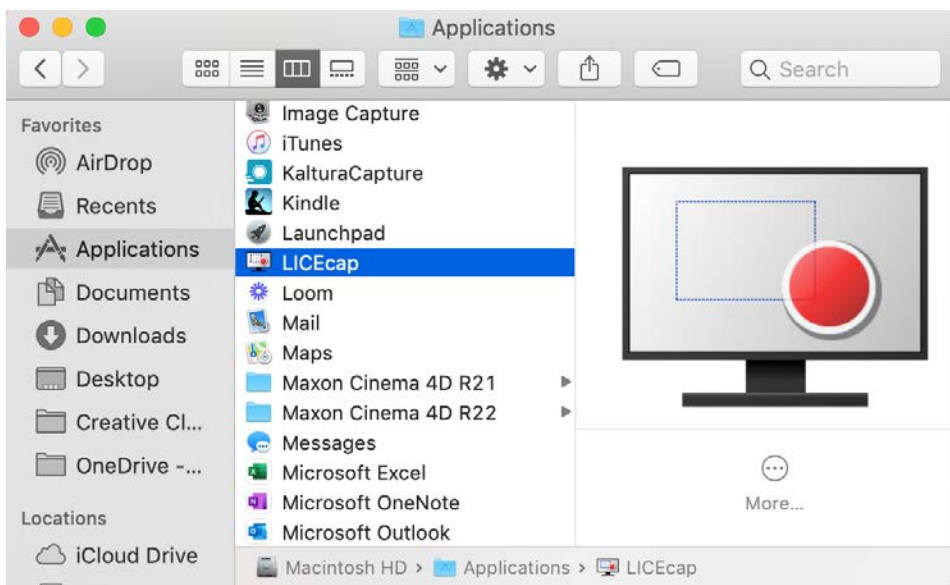 Applications
Search
Favorites
AirDrop
Recents
Applications
Documents
Downloads
Desktop
Creative Cl...
OneDrive -...
Locations
iCloud Drive
Image Capture
iTunes
KalturaCapture
Kindle
Launchpad
LICEcap
Loom
Mail
Maps
Maxon Cinema 4D R21
Maxon Cinema 4D R22
Messages
Microsoft Excel
Microsoft OneNote
Microsoft Outlook
More...
Macintosh HD › Applications › LICEcap